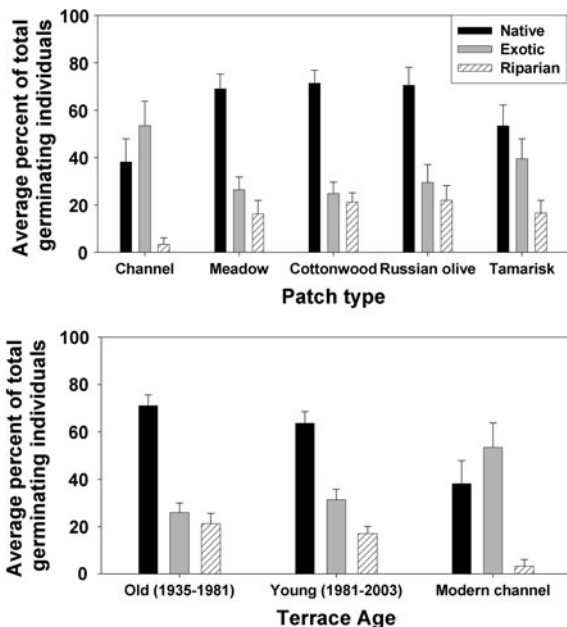 Average percent of total
germinating individuals
100
80
60
40
20
0
Native
Exotic
Riparian
Channel Meadow Cottonwood Russian olive Tamarisk
Patch type
Average percent of total
germinating individuals
100
80
60
40
20
0
Old (1935-1981) Young (1981-2003) Modern channel
Terrace Age